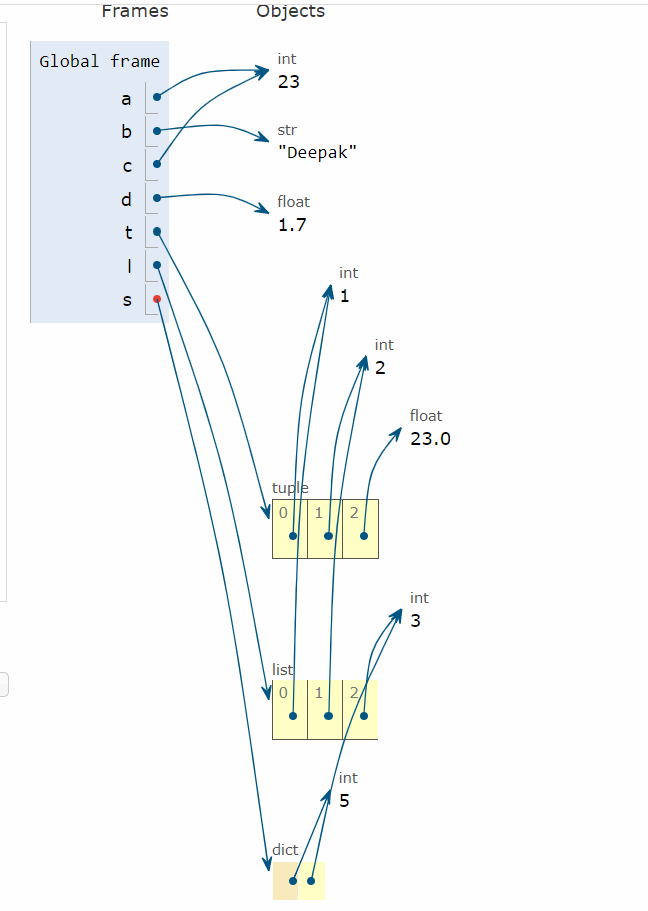 Frames Objects
Global frame
a
b
c
d
t
l
s
int
23
str
"Deepak"
float
1.7
int
1
int
2
float
23.0
tuple
0 1 2
int
3
list
0 1 2
int
5
dict